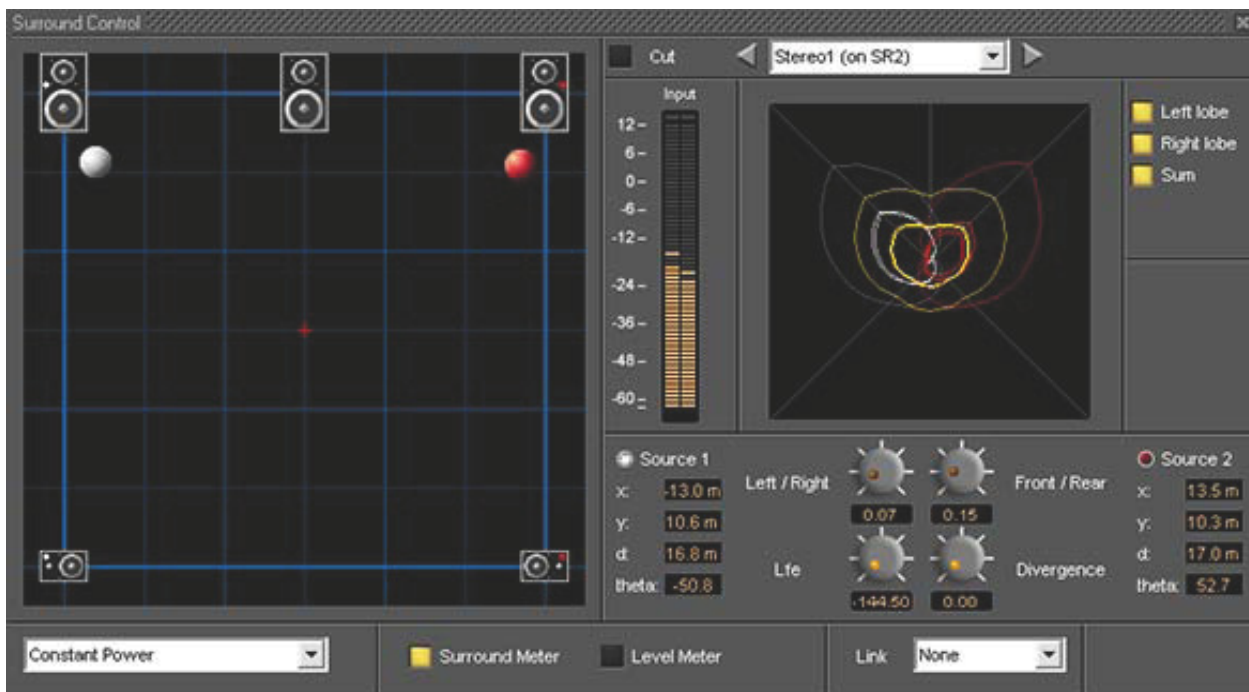 Surround Control
Cut
Stereo1 (on SR2)
Input
12
6
0
-6
-12
-24
-36
-48
-60
Left lobe
Right lobe
Sum
Source 1
x: -13.0 m
y: 10.6 m
d: 16.8 m
theta: -50.8
Left / Right
0.07
0.15
Front / Rear
Lfe
-144.50
0.00
Divergence
Source 2
x: 13.5 m
y: 10.3 m
d: 17.0 m
theta: 52.7
Constant Power
Surround Meter
Level Meter
Link
None